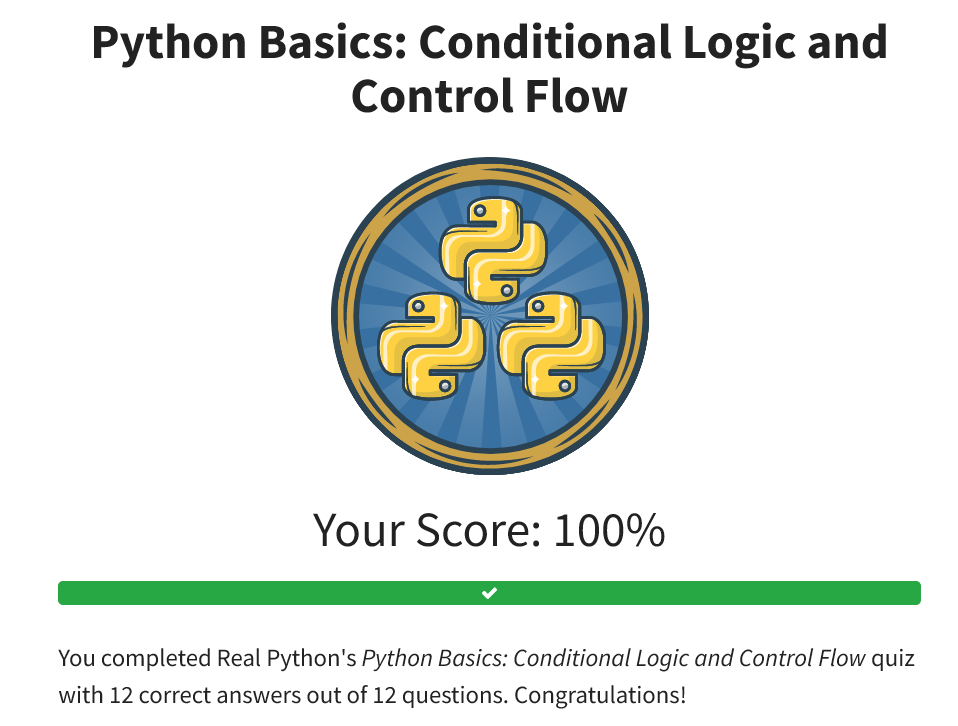 Python Basics: Conditional Logic and
Control Flow
Your Score: 100%
You completed Real Python's Python Basics: Conditional Logic and Control Flow quiz
with 12 correct answers out of 12 questions. Congratulations!